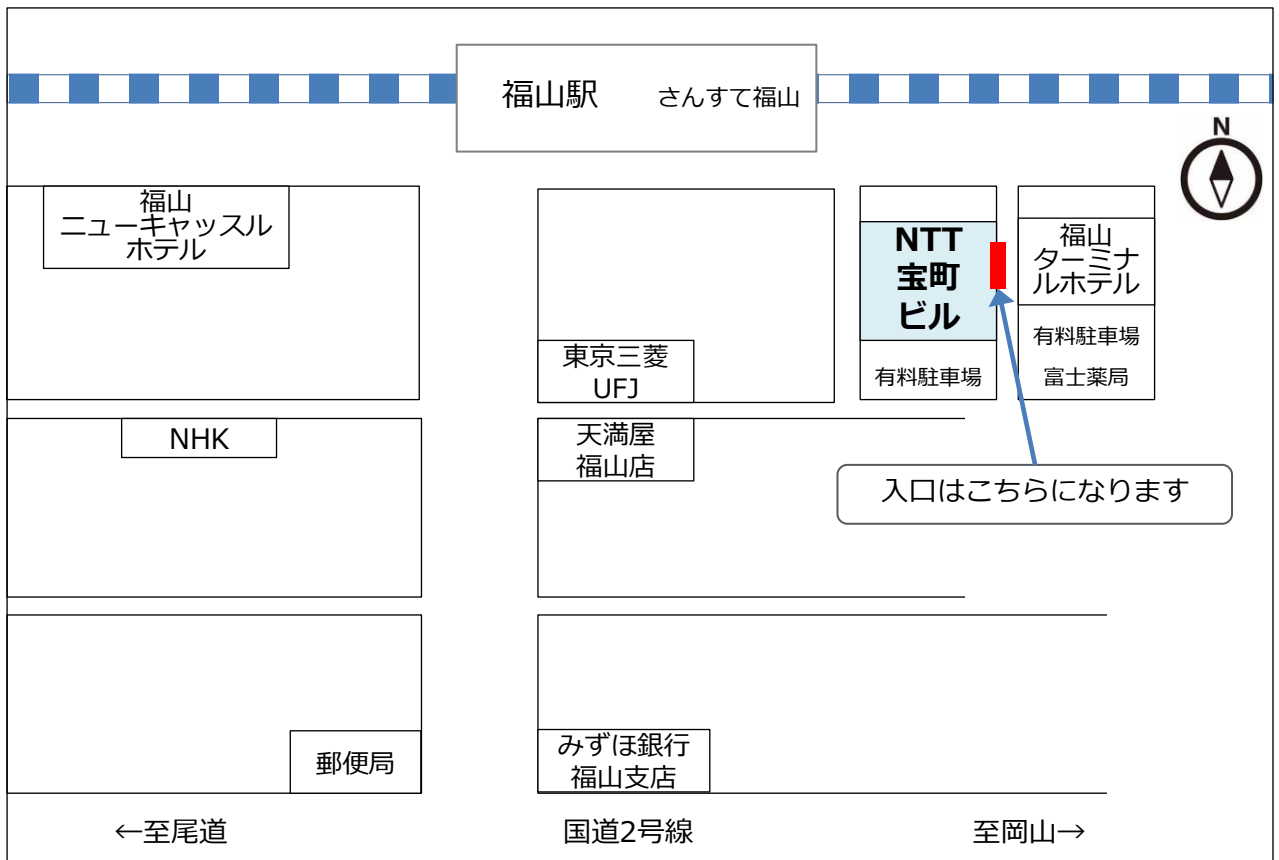 福山駅 さんすて福山
N
福山
ニューキャッスル
ホテル
NTT
宝町
ビル
福山
ターミナ
ルホテル
有料駐車場
富士薬局
有料駐車場
東京三菱
UFJ
NHK
天満屋
福山店
入口はこちらになります
郵便局
みずほ銀行
福山支店
←至尾道 国道2号線 至岡山→